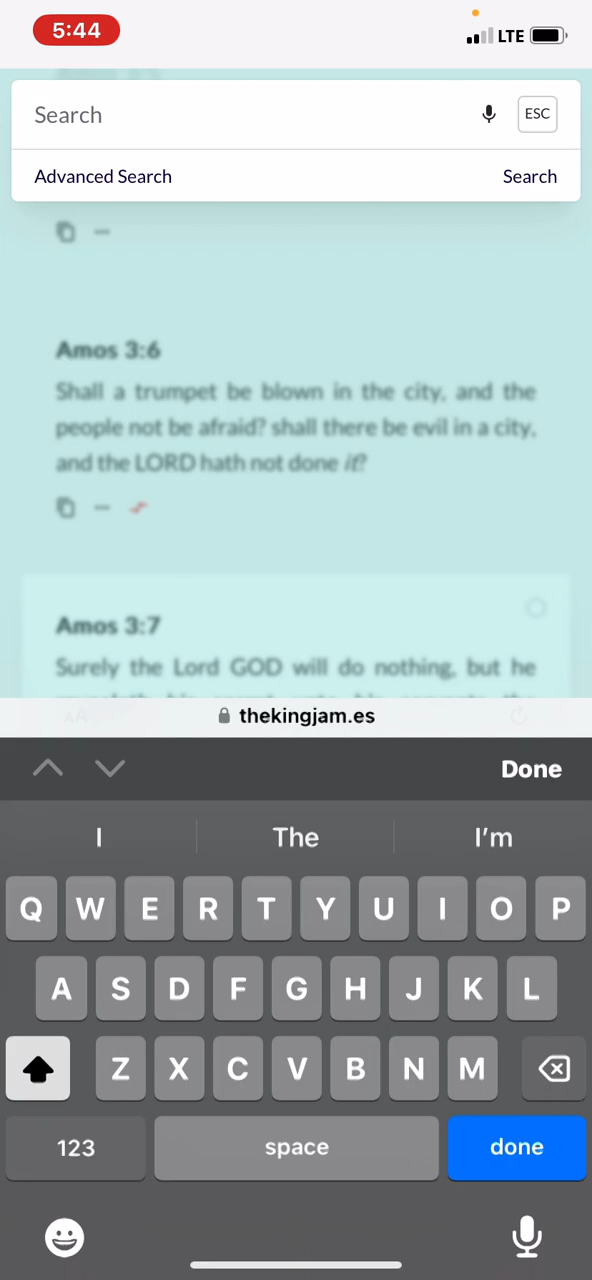 5:44
LTE
Search
ESC
Advanced Search
Search
Amos 3:6
Shall a trumpet be blown in the city, and the
people not be afraid? shall there be evil in a city,
and the LORD hath not done it?
Amos 3:7
Surely the Lord GOD will do nothing, but he
AA
thekingjam.es
Done
I
The
I'm
Q W E R T Y U I O P
A S D F G H J K L
Z X C V B N M
123
space
done